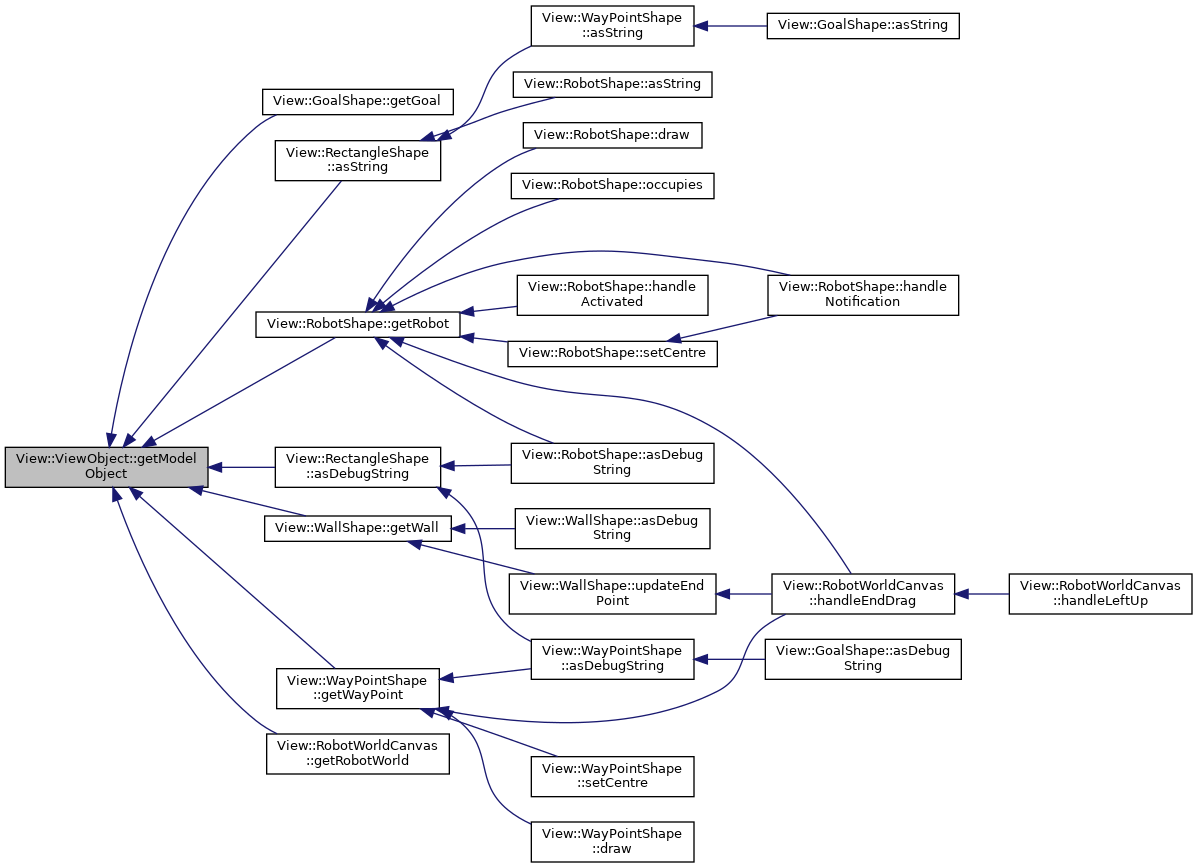 View::WayPointShape
::asString
View::GoalShape::asString
View::RobotShape::asString
View::GoalShape::getGoal
View::RobotShape::draw
View::RectangleShape
::asString
View::RobotShape::occupies
View::RobotShape::handle
Activated
View::RobotShape::handle
Notification
View::RobotShape::getRobot
View::RobotShape::setCentre
View::ViewObject::getModel
Object
View::RectangleShape
::asDebugString
View::RobotShape::asDebug
String
View::WallShape::getWall
View::WallShape::asDebug
String
View::WallShape::updateEnd
Point
View::RobotWorldCanvas
::handleEndDrag
View::RobotWorldCanvas
::handleLeftUp
View::WayPointShape
::asDebugString
View::GoalShape::asDebug
String
View::WayPointShape
::getWayPoint
View::RobotWorldCanvas
::getRobotWorld
View::WayPointShape
::setCentre
View::WayPointShape
::draw